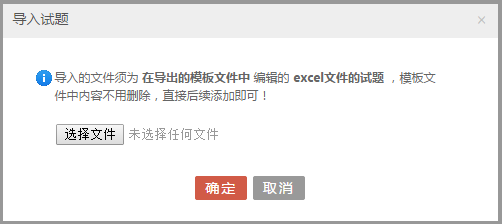 导入试题 ×
导入的文件须为 在导出的模板文件中 编辑的 excel文件的试题 ，模板文
件中内容不用删除，直接后续添加即可！
选择文件 未选择任何文件
确定 取消